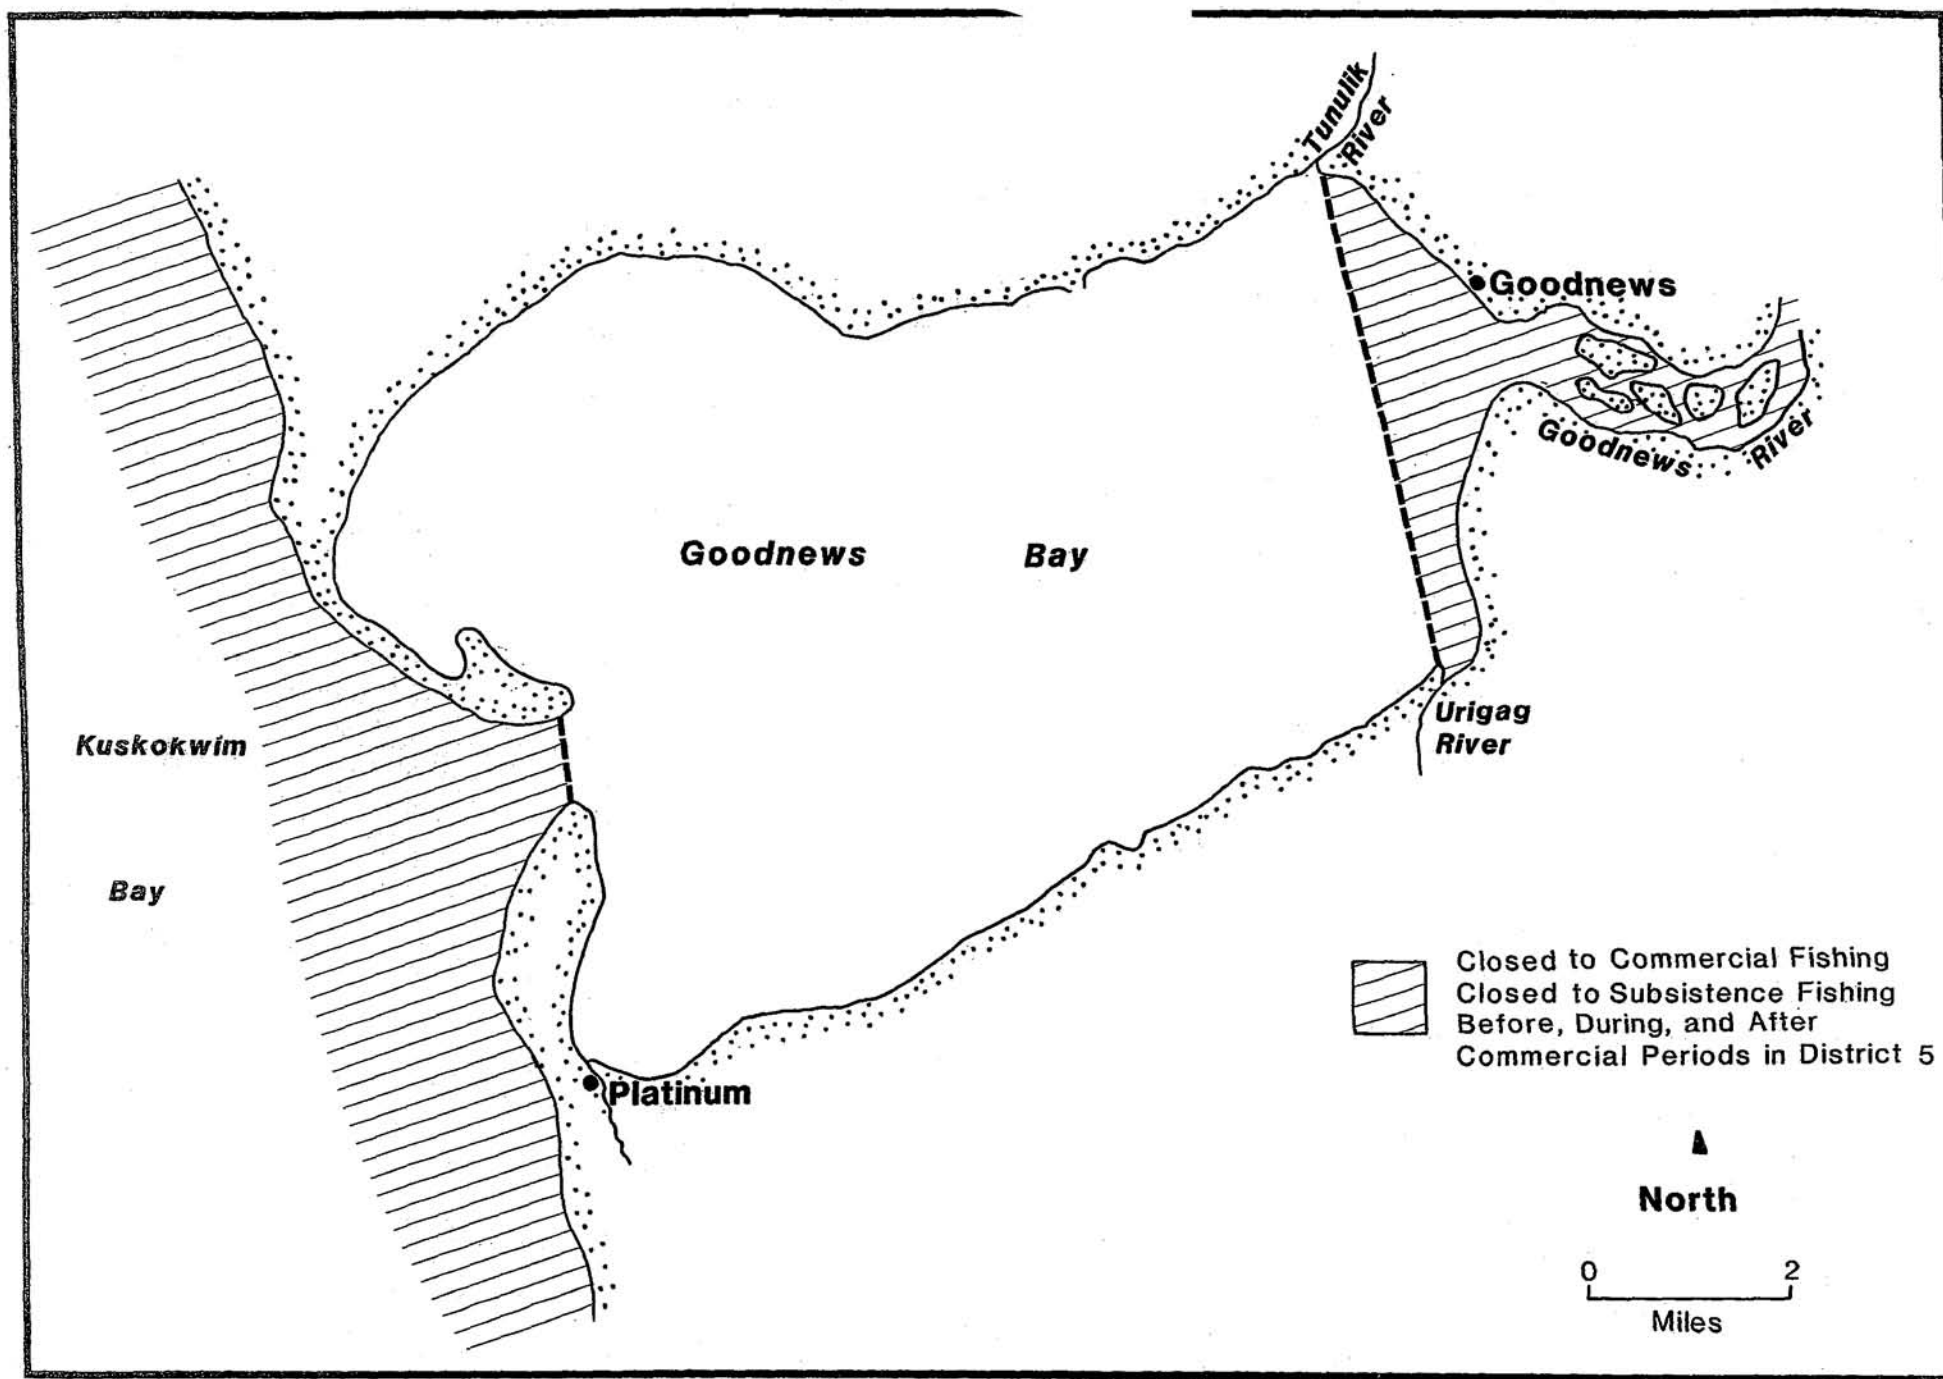 Tunulik
River
Goodnews
Goodnews River
Goodnews Bay
Kuskokwim
Bay
Urigag
River
Platinum
Closed to Commercial Fishing
Closed to Subsistence Fishing
Before, During, and After
Commercial Periods in District 5
North
0 2
Miles